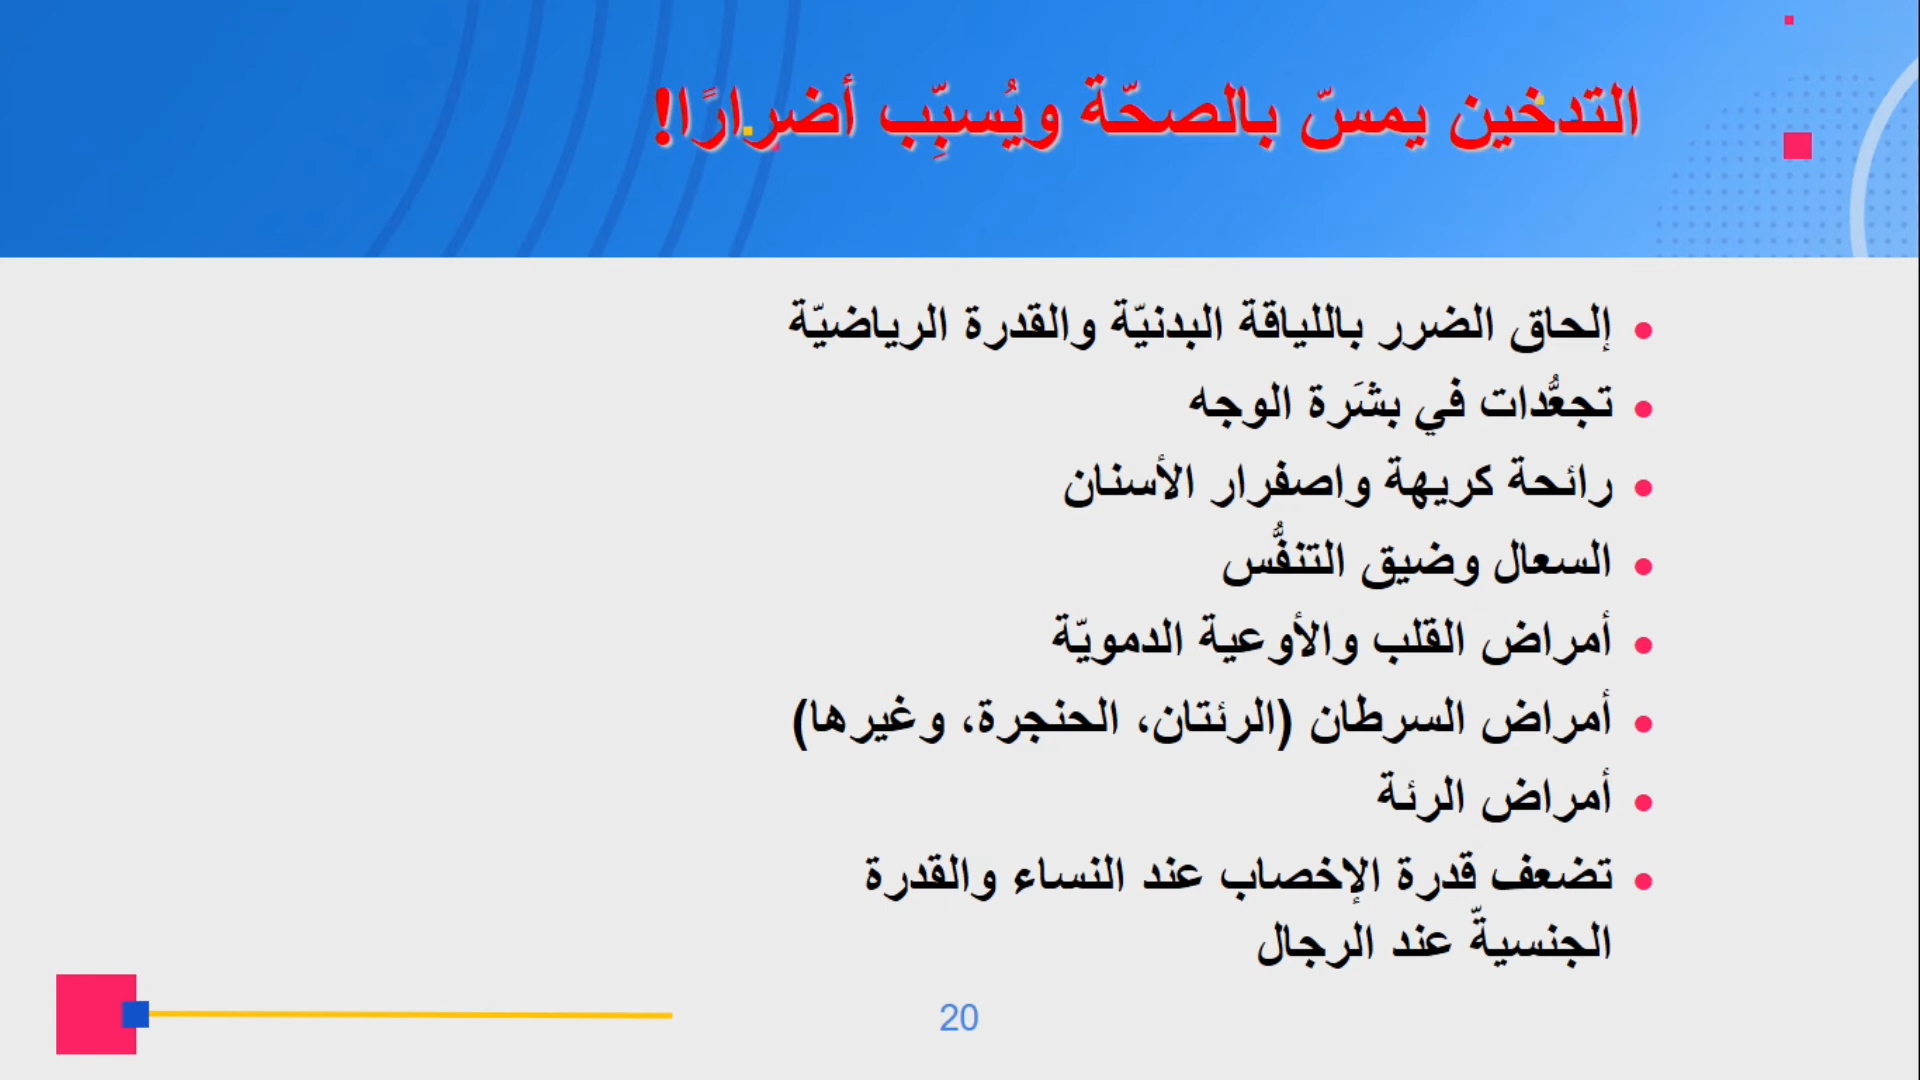 التدخين يمسّ بالصحّة ويُسبِّب أضرارًا!
• إلحاق الضرر باللياقة البدنيّة والقدرة الرياضيّة
• تجعُّدات في بشَرة الوجه
• رائحة كريهة واصفرار الأسنان
• السعال وضيق التنفُّس
• أمراض القلب والأوعية الدمويّة
• أمراض السرطان (الرئتان، الحنجرة، وغيرها)
• أمراض الرئة
• تضعف قدرة الإخصاب عند النساء والقدرة
الجنسيةّ عند الرجال
20